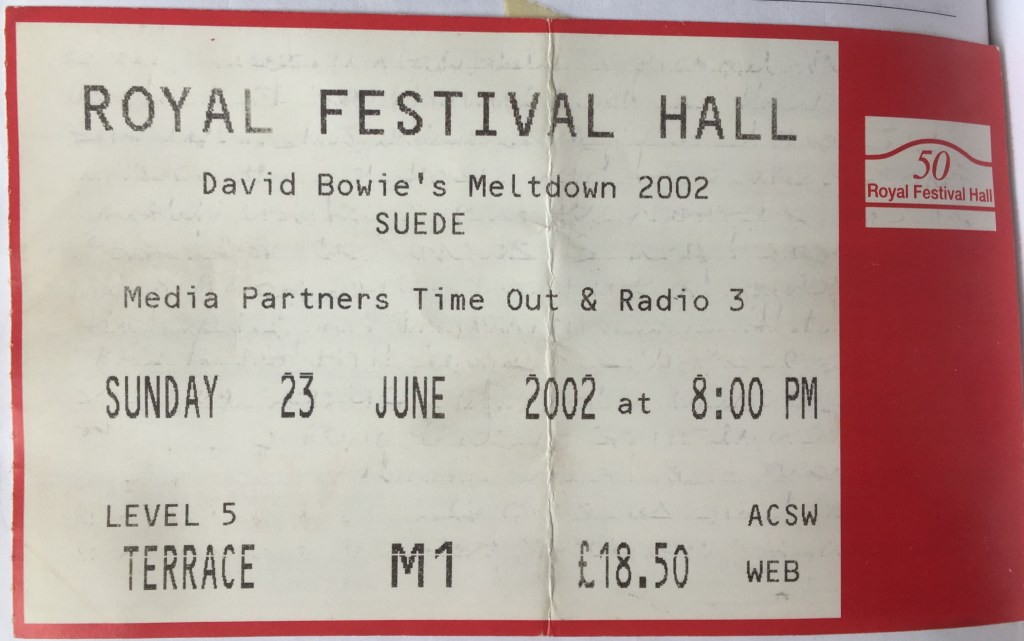 ROYAL FESTIVAL HALL
David Bowie's Meltdown 2002
SUEDE
Media Partners Time Out & Radio 3
SUNDAY 23 JUNE 2002 at 8:00 PM
LEVEL 5 ACSW
TERRACE M1 £18.50 WEB
50
Royal Festival Hall